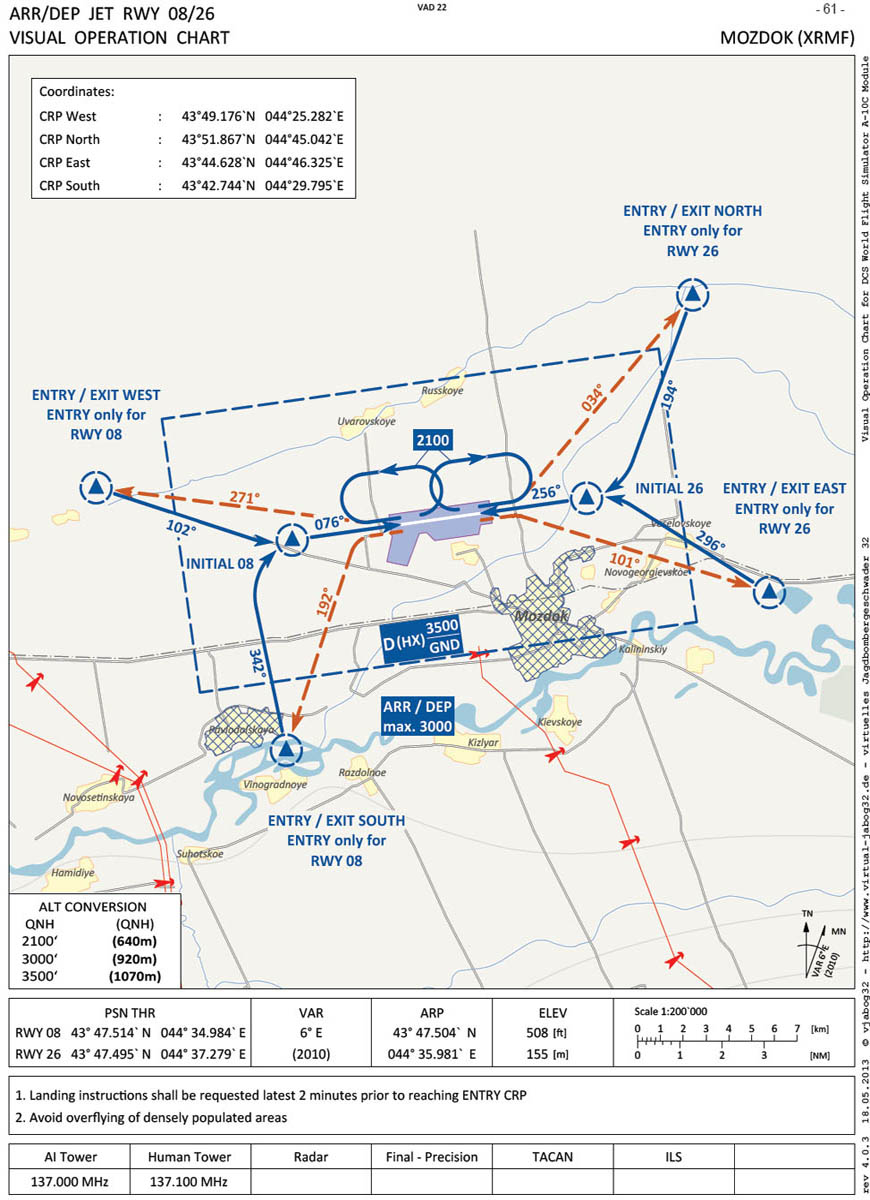 ARR/DEP JET RWY 08/26
VAD 22
- 61 -
VISUAL OPERATION CHART
MOZDOK (XRMF)
Coordinates:
CRP West : 43°49.176`N 044°25.282`E
CRP North : 43°51.867`N 044°45.042`E
CRP East : 43°44.628`N 044°46.325`E
CRP South : 43°42.744`N 044°29.795`E
ENTRY / EXIT NORTH
ENTRY only for
RWY 26
ENTRY / EXIT WEST
ENTRY only for
RWY 08
Russkoye
Uvarovskoye
034°
194°
2100
271°
102°
076°
256°
INITIAL 26
ENTRY / EXIT EAST
ENTRY only for
RWY 26
INITIAL 08
Veselovskoye
296°
101°
Novogeorgievskoe
192°
Mozdok
D(HX) 3500
GND
342°
Kalininskiy
ARR / DEP
max. 3000
Pavlodolskaya
Kievskoye
Kizlyar
Razdolnoe
Vinogradnoye
Novosetinskaya
ENTRY / EXIT SOUTH
ENTRY only for
RWY 08
Suhotskoe
Hamidiye
ALT CONVERSION
QNH (QNH)
2100‘ (640m)
3000‘ (920m)
3500‘ (1070m)
TN
MN
VAR 6°E
(2010)
PSN THR
RWY 08 43° 47.514` N 044° 34.984` E
RWY 26 43° 47.495` N 044° 37.279` E
VAR
6° E
(2010)
ARP
43° 47.504` N
044° 35.981` E
ELEV
508 [ft]
155 [m]
Scale 1:200`000
0 1 2 3 4 5 6 7 [km]
0 1 2 3 [NM]
1. Landing instructions shall be requested latest 2 minutes prior to reaching ENTRY CRP
2. Avoid overflying of densely populated areas
AI Tower Human Tower Radar Final - Precision TACAN ILS
137.000 MHz 137.100 MHz
rev 4.0.3 18.05.2013 © vjabog32 - http://www.virtual-jabog32.de - virtuelles Jagdbombergeschwader 32 Visual Operation Chart for DCS World Flight Simulator A-10C Module